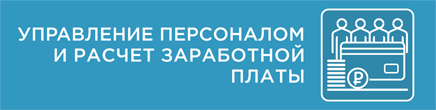 УПРАВЛЕНИЕ ПЕРСОНАЛОМ
И РАСЧЕТ ЗАРАБОТНОЙ
ПЛАТЫ
₽